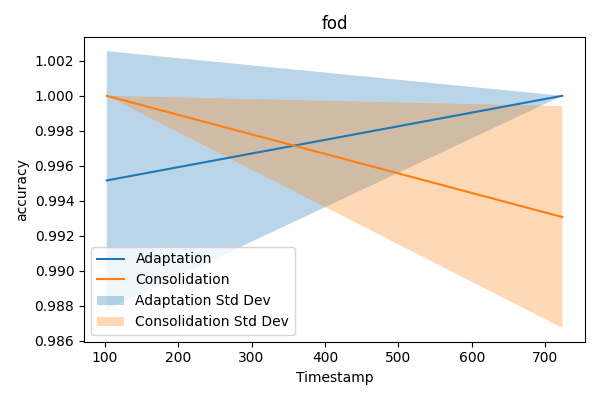 fod
accuracy
1.002
1.000
0.998
0.996
0.994
0.992
0.990
0.988
0.986
Adaptation
Consolidation
Adaptation Std Dev
Consolidation Std Dev
100 200 300 400 500 600 700
Timestamp